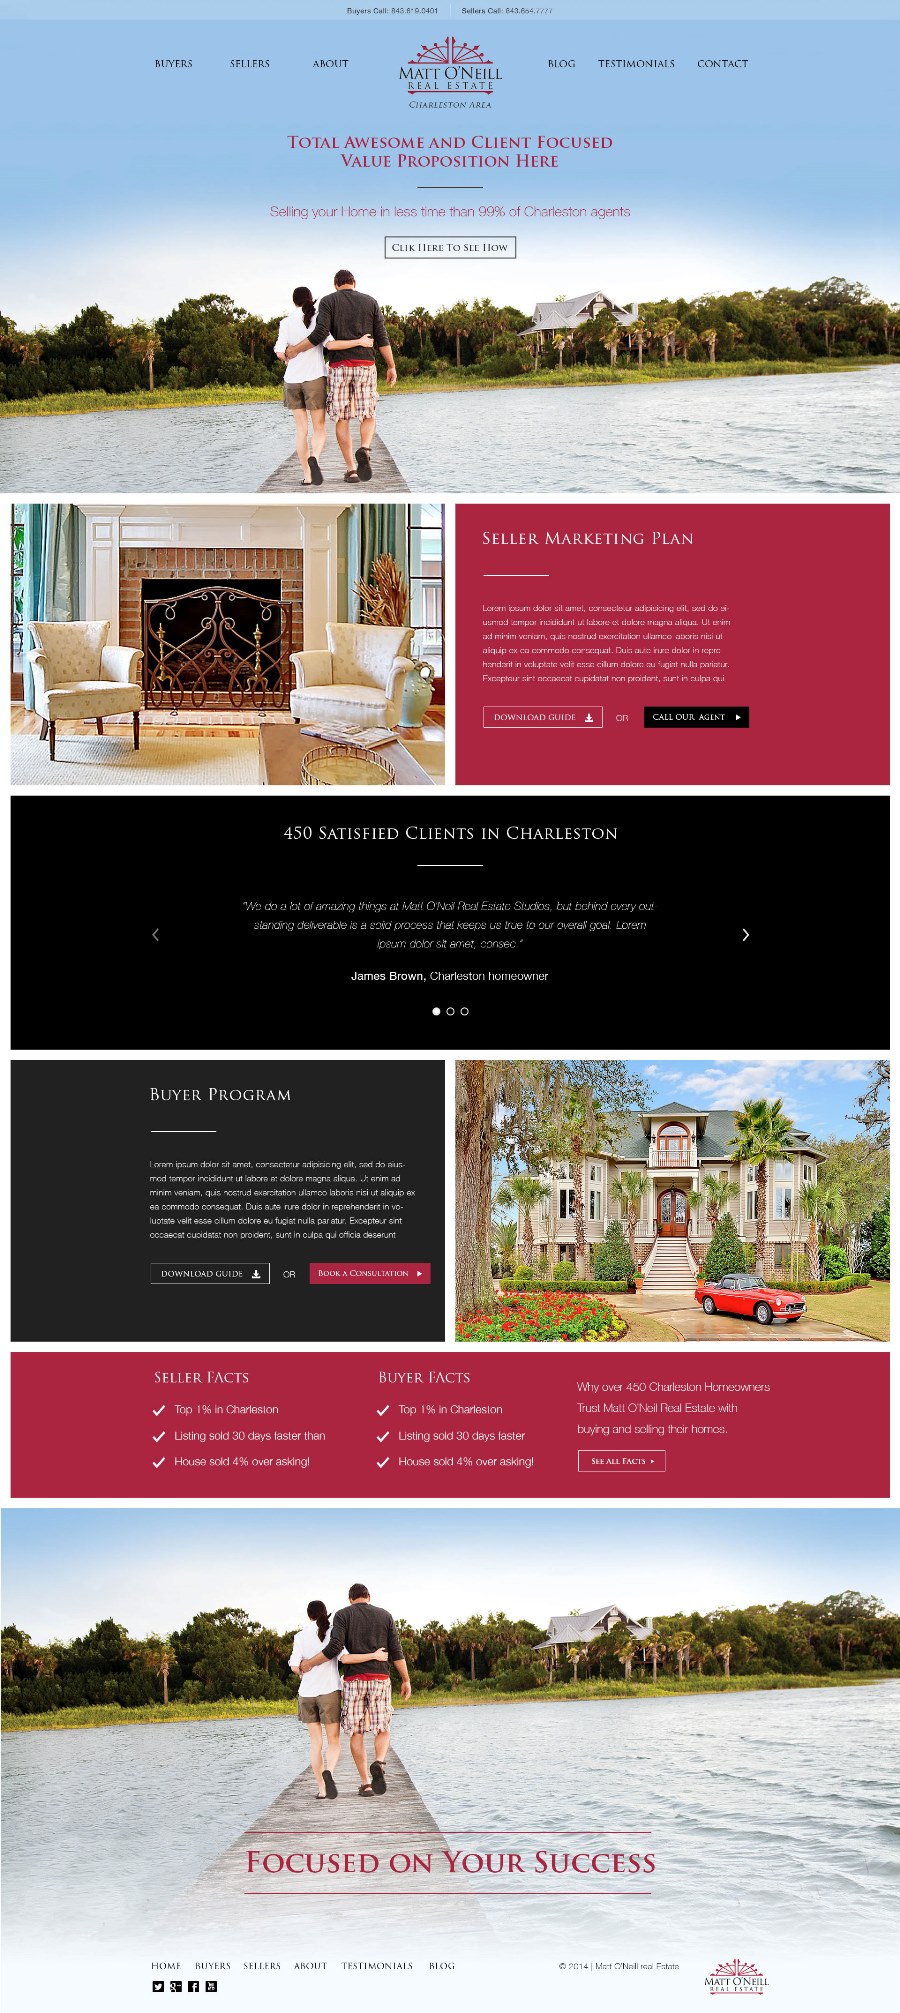 Buyers Call: 843.619.0401 Sellers Call: 843.654.7777
BUYERS SELLERS ABOUT BLOG TESTIMONIALS CONTACT
MATT O'NEILL
REAL ESTATE
CHARLESTON AREA
TOTAL AWESOME AND CLIENT FOCUSED
VALUE PROPOSITION HERE
Selling your Home in less time than 99% of Charleston agents
CLIK HERE TO SEE HOW
SELLER MARKETING PLAN
Lorem ipsum dolor sit amet, consectetur adipisicing elit, sed do ei-
usmod tempor incididunt ut labore et dolore magna aliqua. Ut enim
ad minim veniam, quis nostrud exercitation ullamco laboris nisi ut
aliquip ex ea commodo consequat. Duis aute irure dolor in repre-
henderit in voluptate velit esse cillum dolore eu fugiat nulla pariatur.
Excepteur sint occaecat cupidatat non proident, sunt in culpa qui
DOWNLOAD GUIDE OR CALL OUR AGENT
450 SATISFIED CLIENTS IN CHARLESTON
"We do a lot of amazing things at Matt O'Neil Real Estate Studios, but behind every out-
standing deliverable is a solid process that keeps us true to our overall goal. Lorem
ipsum dolor sit amet, consec."
James Brown, Charleston homeowner
BUYER PROGRAM
Lorem ipsum dolor sit amet, consectetur adipisicing elit, sed do eius-
mod tempor incididunt ut labore et dolore magna aliqua. Ut enim ad
minim veniam, quis nostrud exercitation ullamco laboris nisi ut aliquip ex
ea commodo consequat. Duis aute irure dolor in reprehenderit in vo-
luptate velit esse cillum dolore eu fugiat nulla pariatur. Excepteur sint
occaecat cupidatat non proident, sunt in culpa qui officia deserunt
DOWNLOAD GUIDE OR BOOK A CONSULTATION
SELLER FACTS
Top 1% in Charleston
Listing sold 30 days faster than
House sold 4% over asking!
BUYER FACTS
Top 1% in Charleston
Listing sold 30 days faster
House sold 4% over asking!
Why over 450 Charleston Homeowners
Trust Matt O'Neil Real Estate with
buying and selling their homes.
SEE ALL FACTS
FOCUSED ON YOUR SUCCESS
HOME BUYERS SELLERS ABOUT TESTIMONIALS BLOG
© 2014 | Matt O'Neill real Estate
MATT O'NEILL
REAL ESTATE